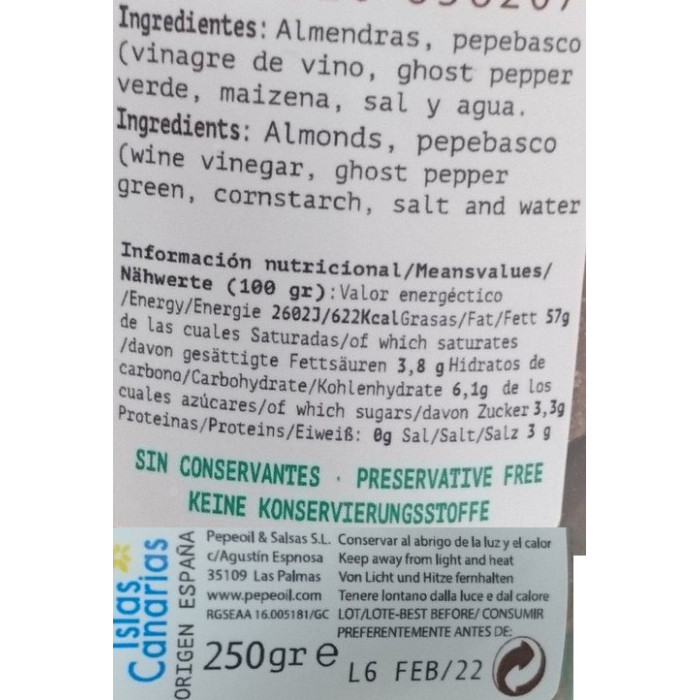 Ingredientes: Almendras, pepebasco
(vinagre de vino, ghost pepper
verde, maizena, sal y agua.
Ingredients: Almonds, pepebasco
(wine vinegar, ghost pepper
green, cornstarch, salt and water
Información nutricional/Meansvalues/
Nähwerte (100 gr):Valor energéctico
/Energy/Energie 2602J/622KcalGrasas/Fat/Fett 57g
de las cuales Saturadas/of which saturates
/davon gesättigte Fettsäuren 3,8 g Hidratos de
carbono/Carbohydrate/Kohlenhydrate 6,1g de los
cuales azúcares/of which sugars/davon Zucker 3,3g
Proteinas/Proteins/Eiweiß: 0g Sal/Salt/Salz 3 g
SIN CONSERVANTES · PRESERVATIVE FREE
KEINE KONSERVIERUNGSSTOFFE
Islas
Canarias
ORIGEN ESPAÑA
Pepeoil & Salsas S.L.
c/Agustín Espnosa
35109 Las Palmas
www.pepeoil.com
RGSEAA 16.005181/GC
Conservar al abrigo de la luz y el calor
Keep away from light and heat
Von Licht und Hitze fernhalten
Tenere lontano dalla luce e dal calore
LOT/LOTE-BEST BEFORE/ CONSUMIR
PREFERENTEMENTE ANTES DE:
250gr e
L6 FEB/22